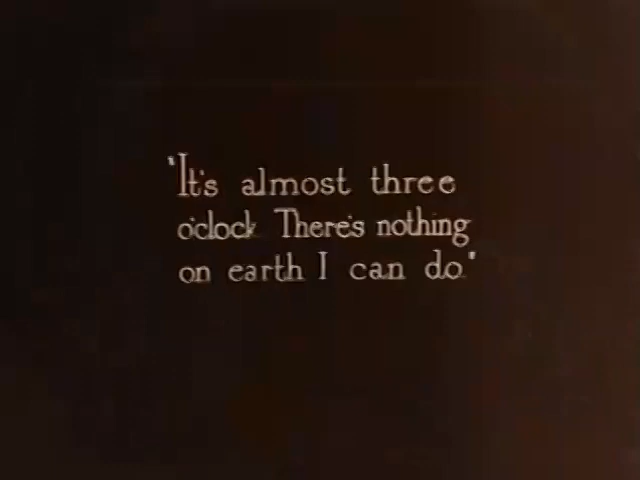 "It's almost three
o'clock. There's nothing
on earth I can do."